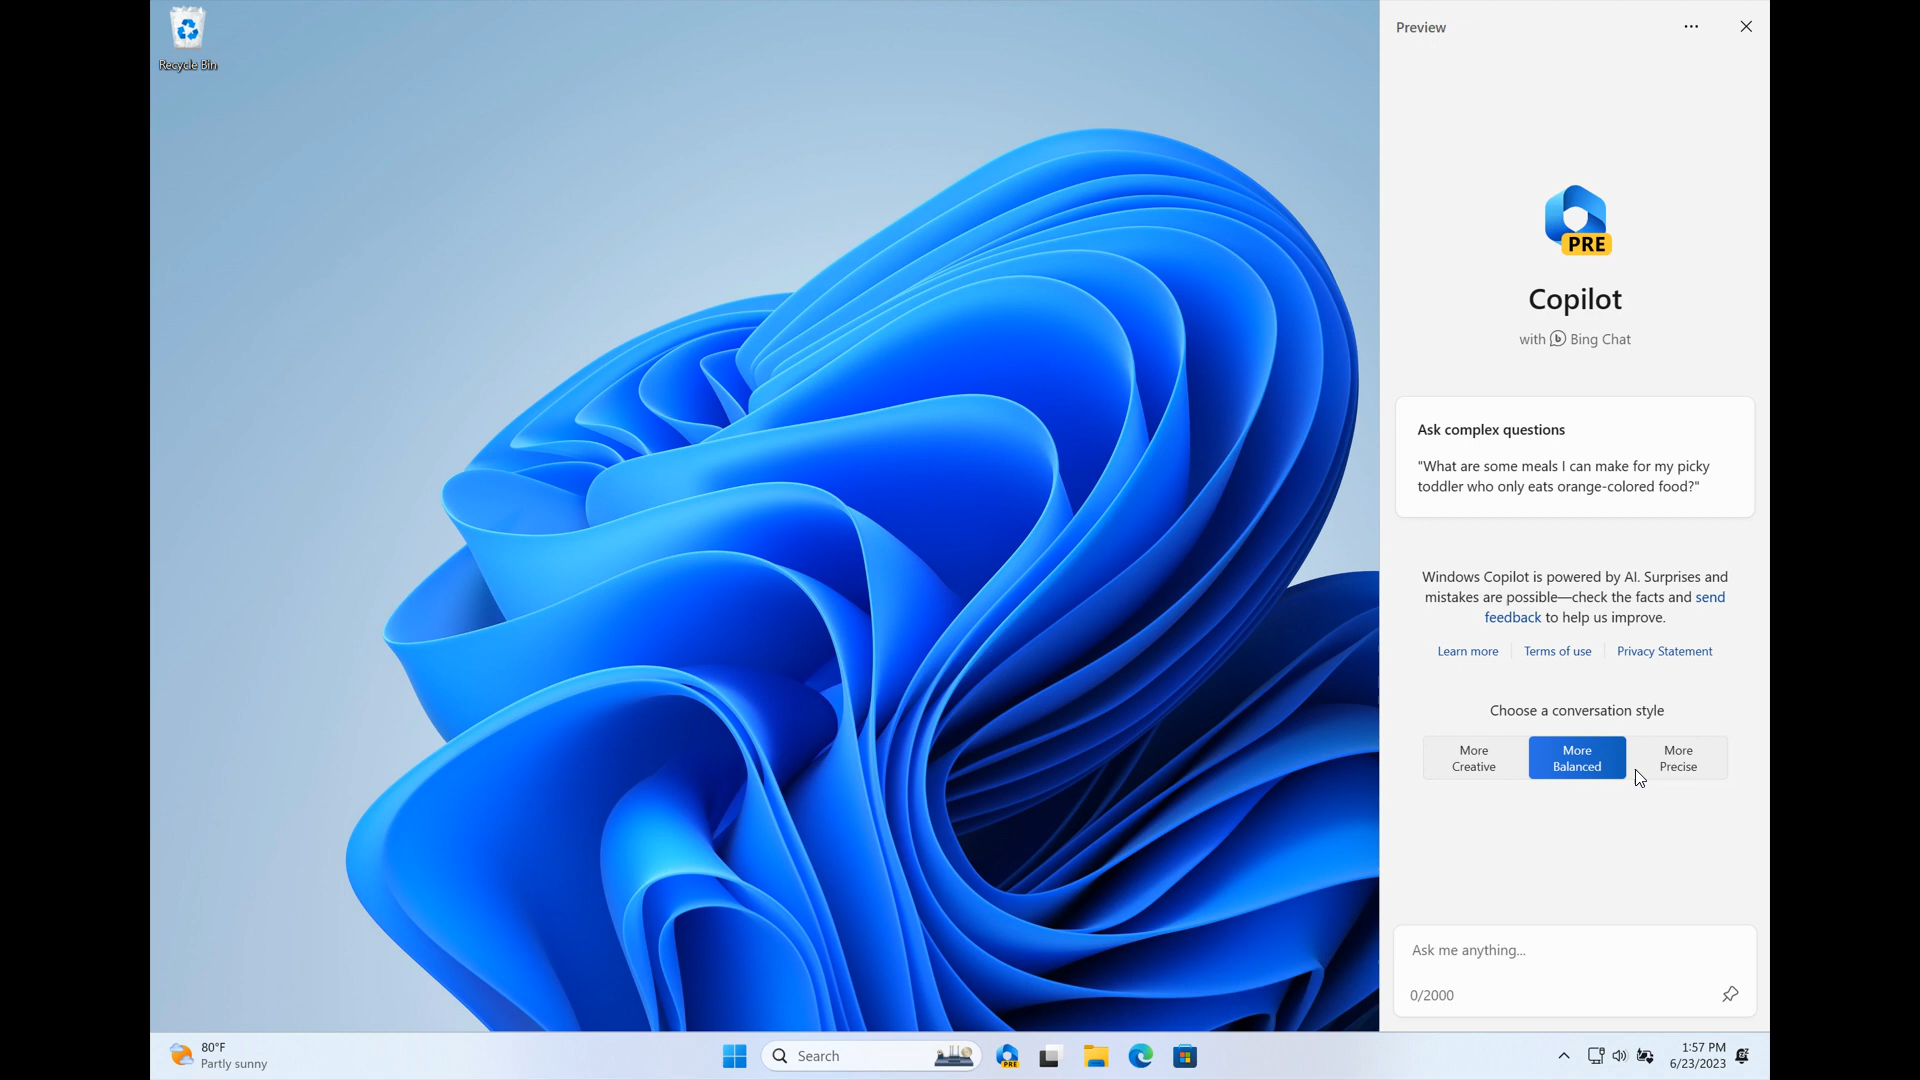 Recycle Bin
Preview
PRE
Copilot
with Bing Chat
Ask complex questions
"What are some meals I can make for my picky
toddler who only eats orange-colored food?"
Windows Copilot is powered by AI. Surprises and
mistakes are possible—check the facts and send
feedback to help us improve.
Learn more
Terms of use
Privacy Statement
Choose a conversation style
More
Creative
More
Balanced
More
Precise
Ask me anything...
0/2000
80°F
Partly sunny
Search
PRE
1:57 PM
6/23/2023